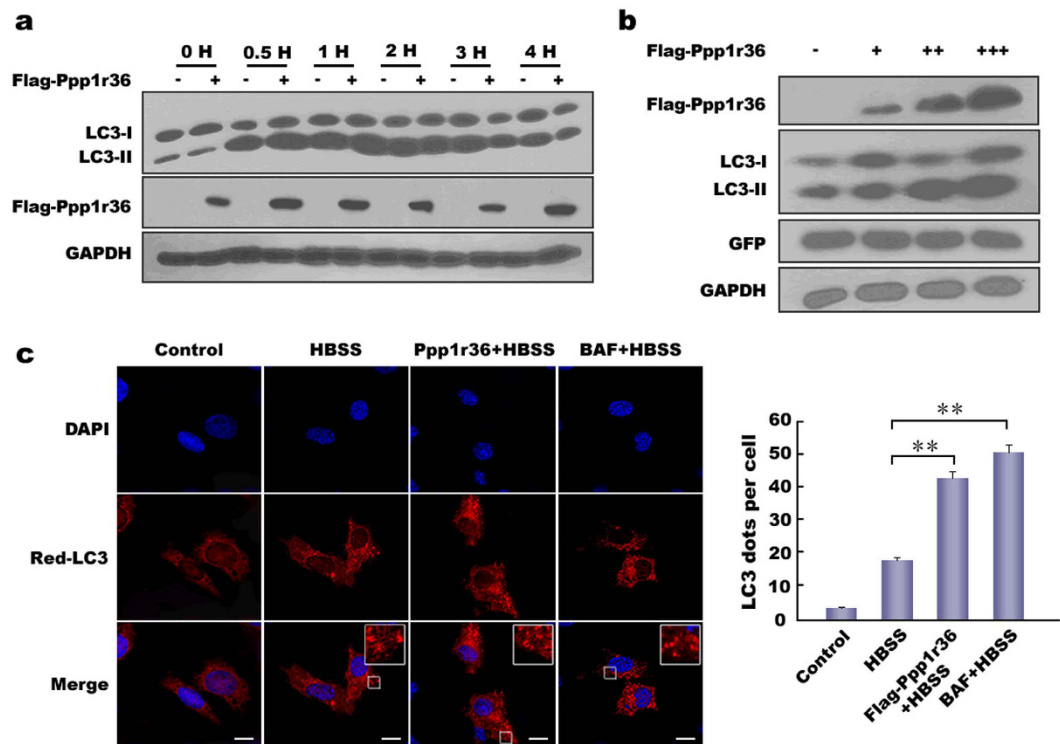 a
0 H 0.5 H 1 H 2 H 3 H 4 H
Flag-Ppp1r36 - + - + - + - + - + - +
LC3-I
LC3-II
Flag-Ppp1r36
GAPDH
b
Flag-Ppp1r36 - + ++ +++
Flag-Ppp1r36
LC3-I
LC3-II
GFP
GAPDH
c
Control HBSS Ppp1r36+HBSS BAF+HBSS
DAPI
Red-LC3
Merge
LC3 dots per cell
60
50
40
30
20
10
0
**
**
Control
HBSS
Flag-Ppp1r36
+HBSS
BAF+HBSS